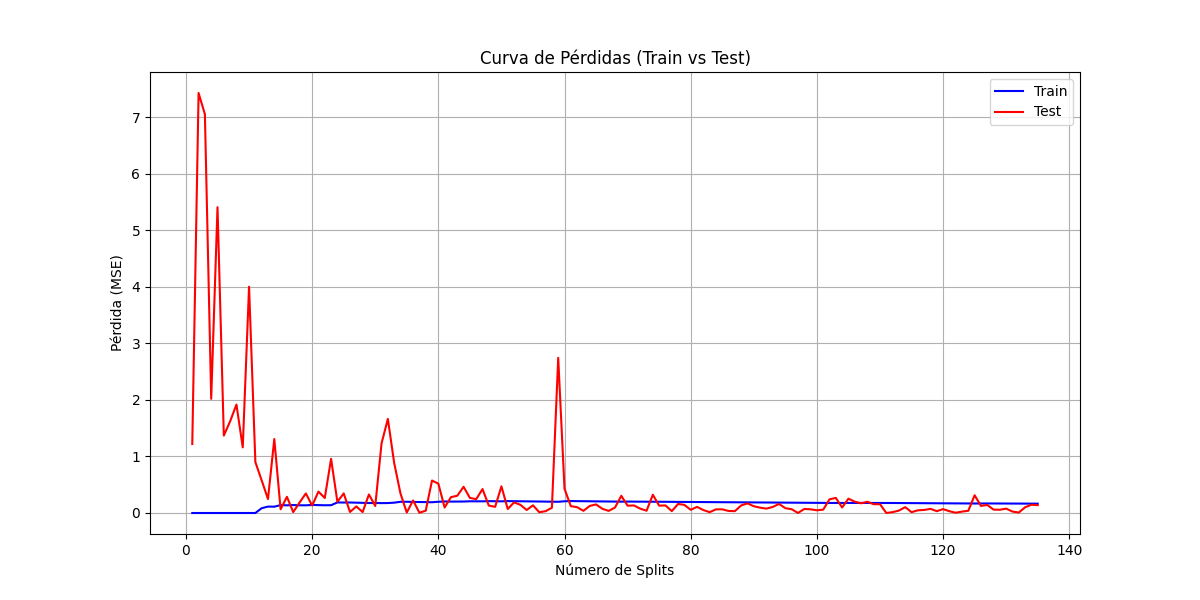 Curva de Pérdidas (Train vs Test)
Train
Test
Pérdida (MSE)
7
6
5
4
3
2
1
0
0 20 40 60 80 100 120 140
Número de Splits